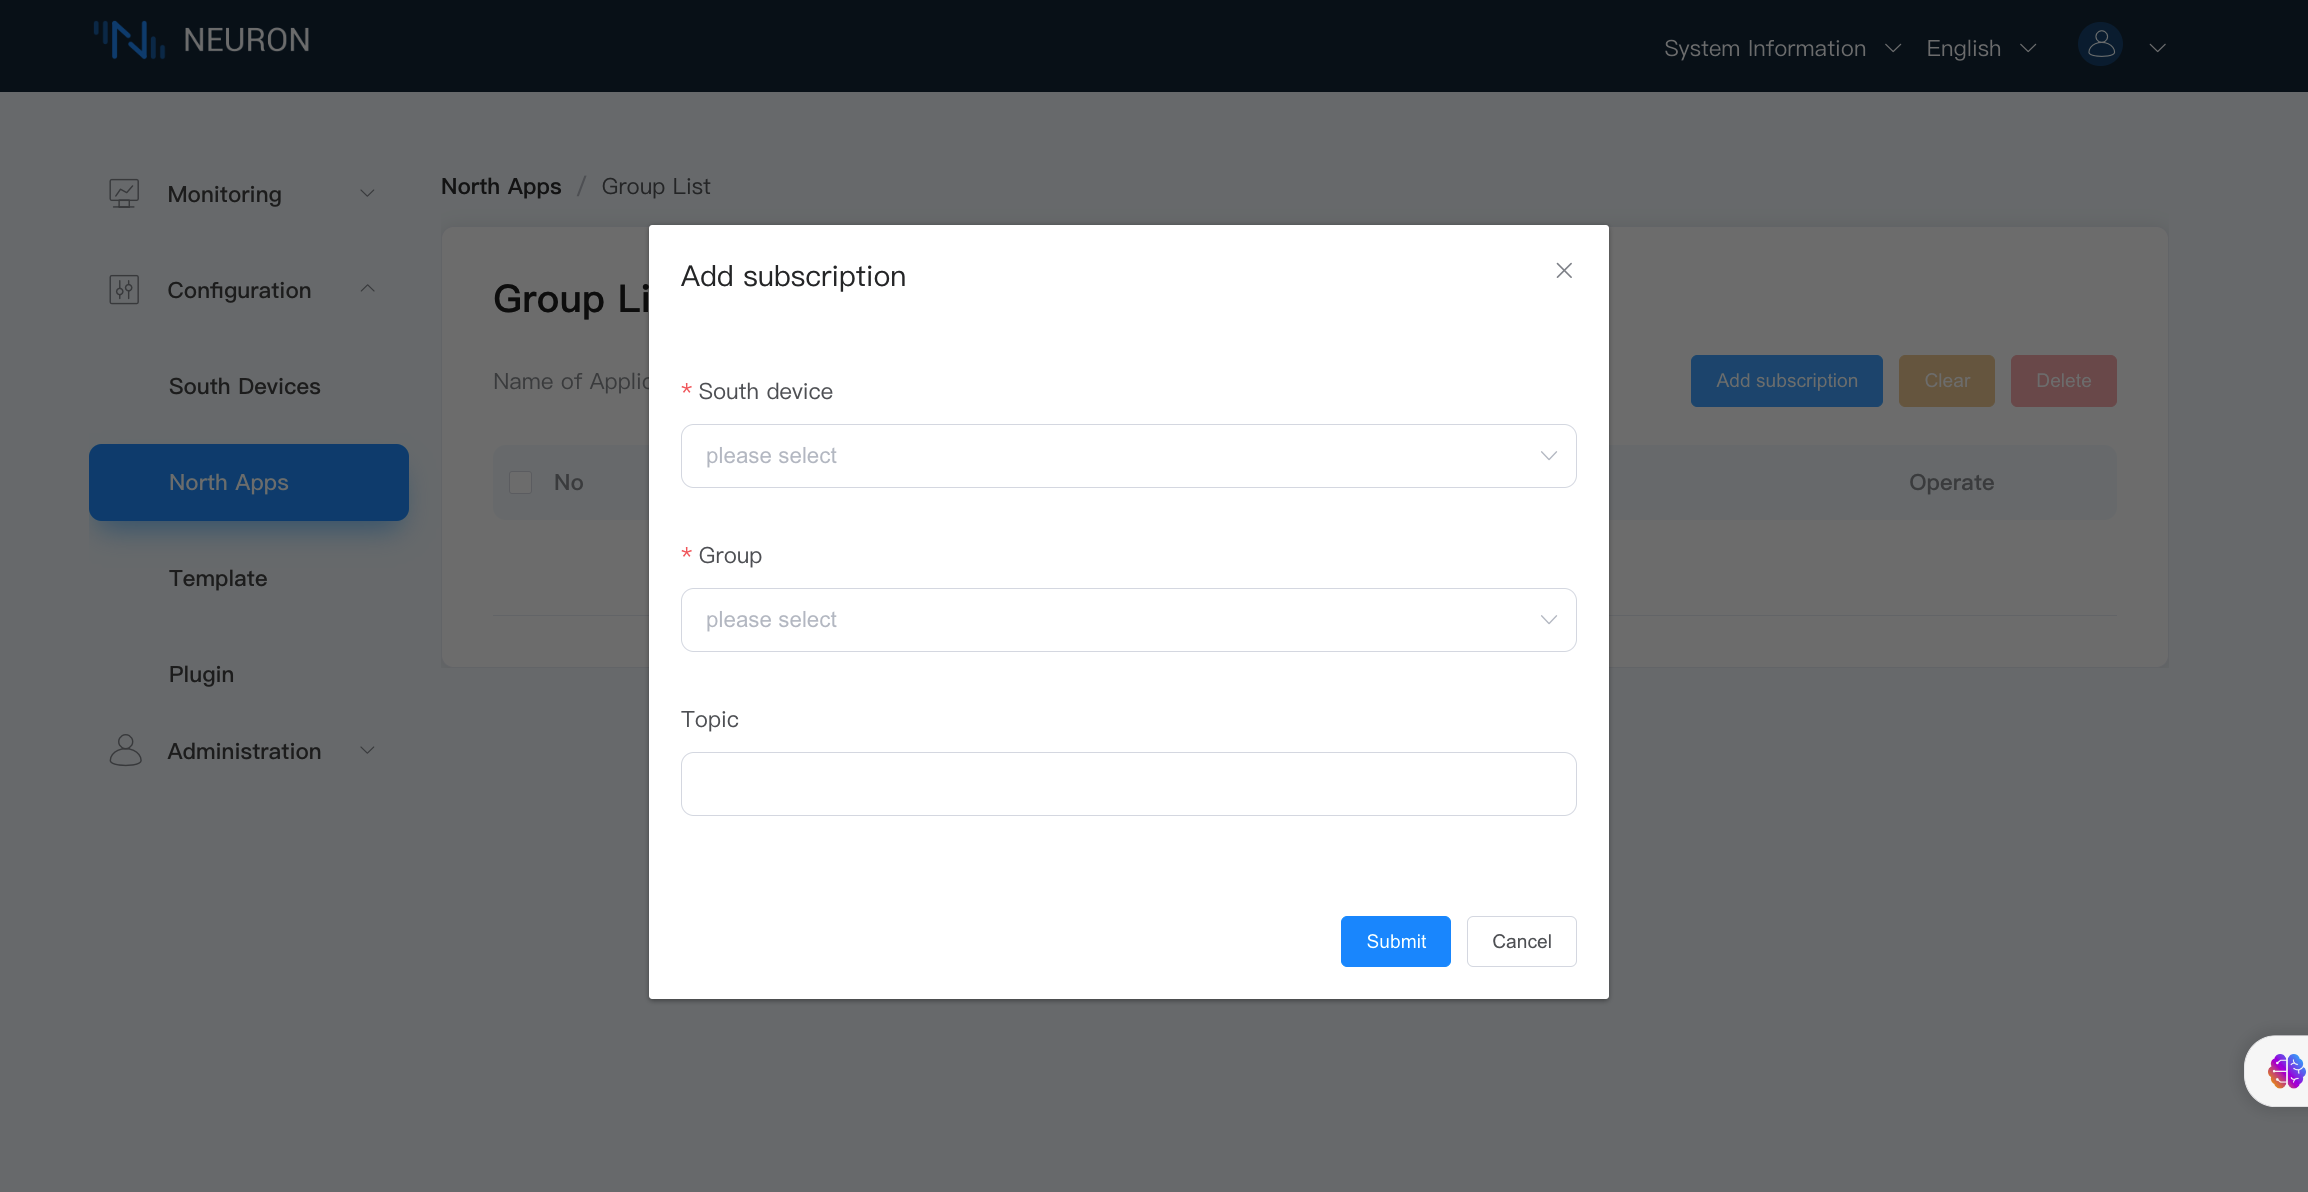 NEURON
System Information
English
Monitoring
Configuration
South Devices
North Apps
Template
Plugin
Administration
North Apps / Group List
Group Li
Name of Applic
Add subscription
Clear
Delete
No
Operate
Add subscription
* South device
please select
* Group
please select
Topic
Submit
Cancel